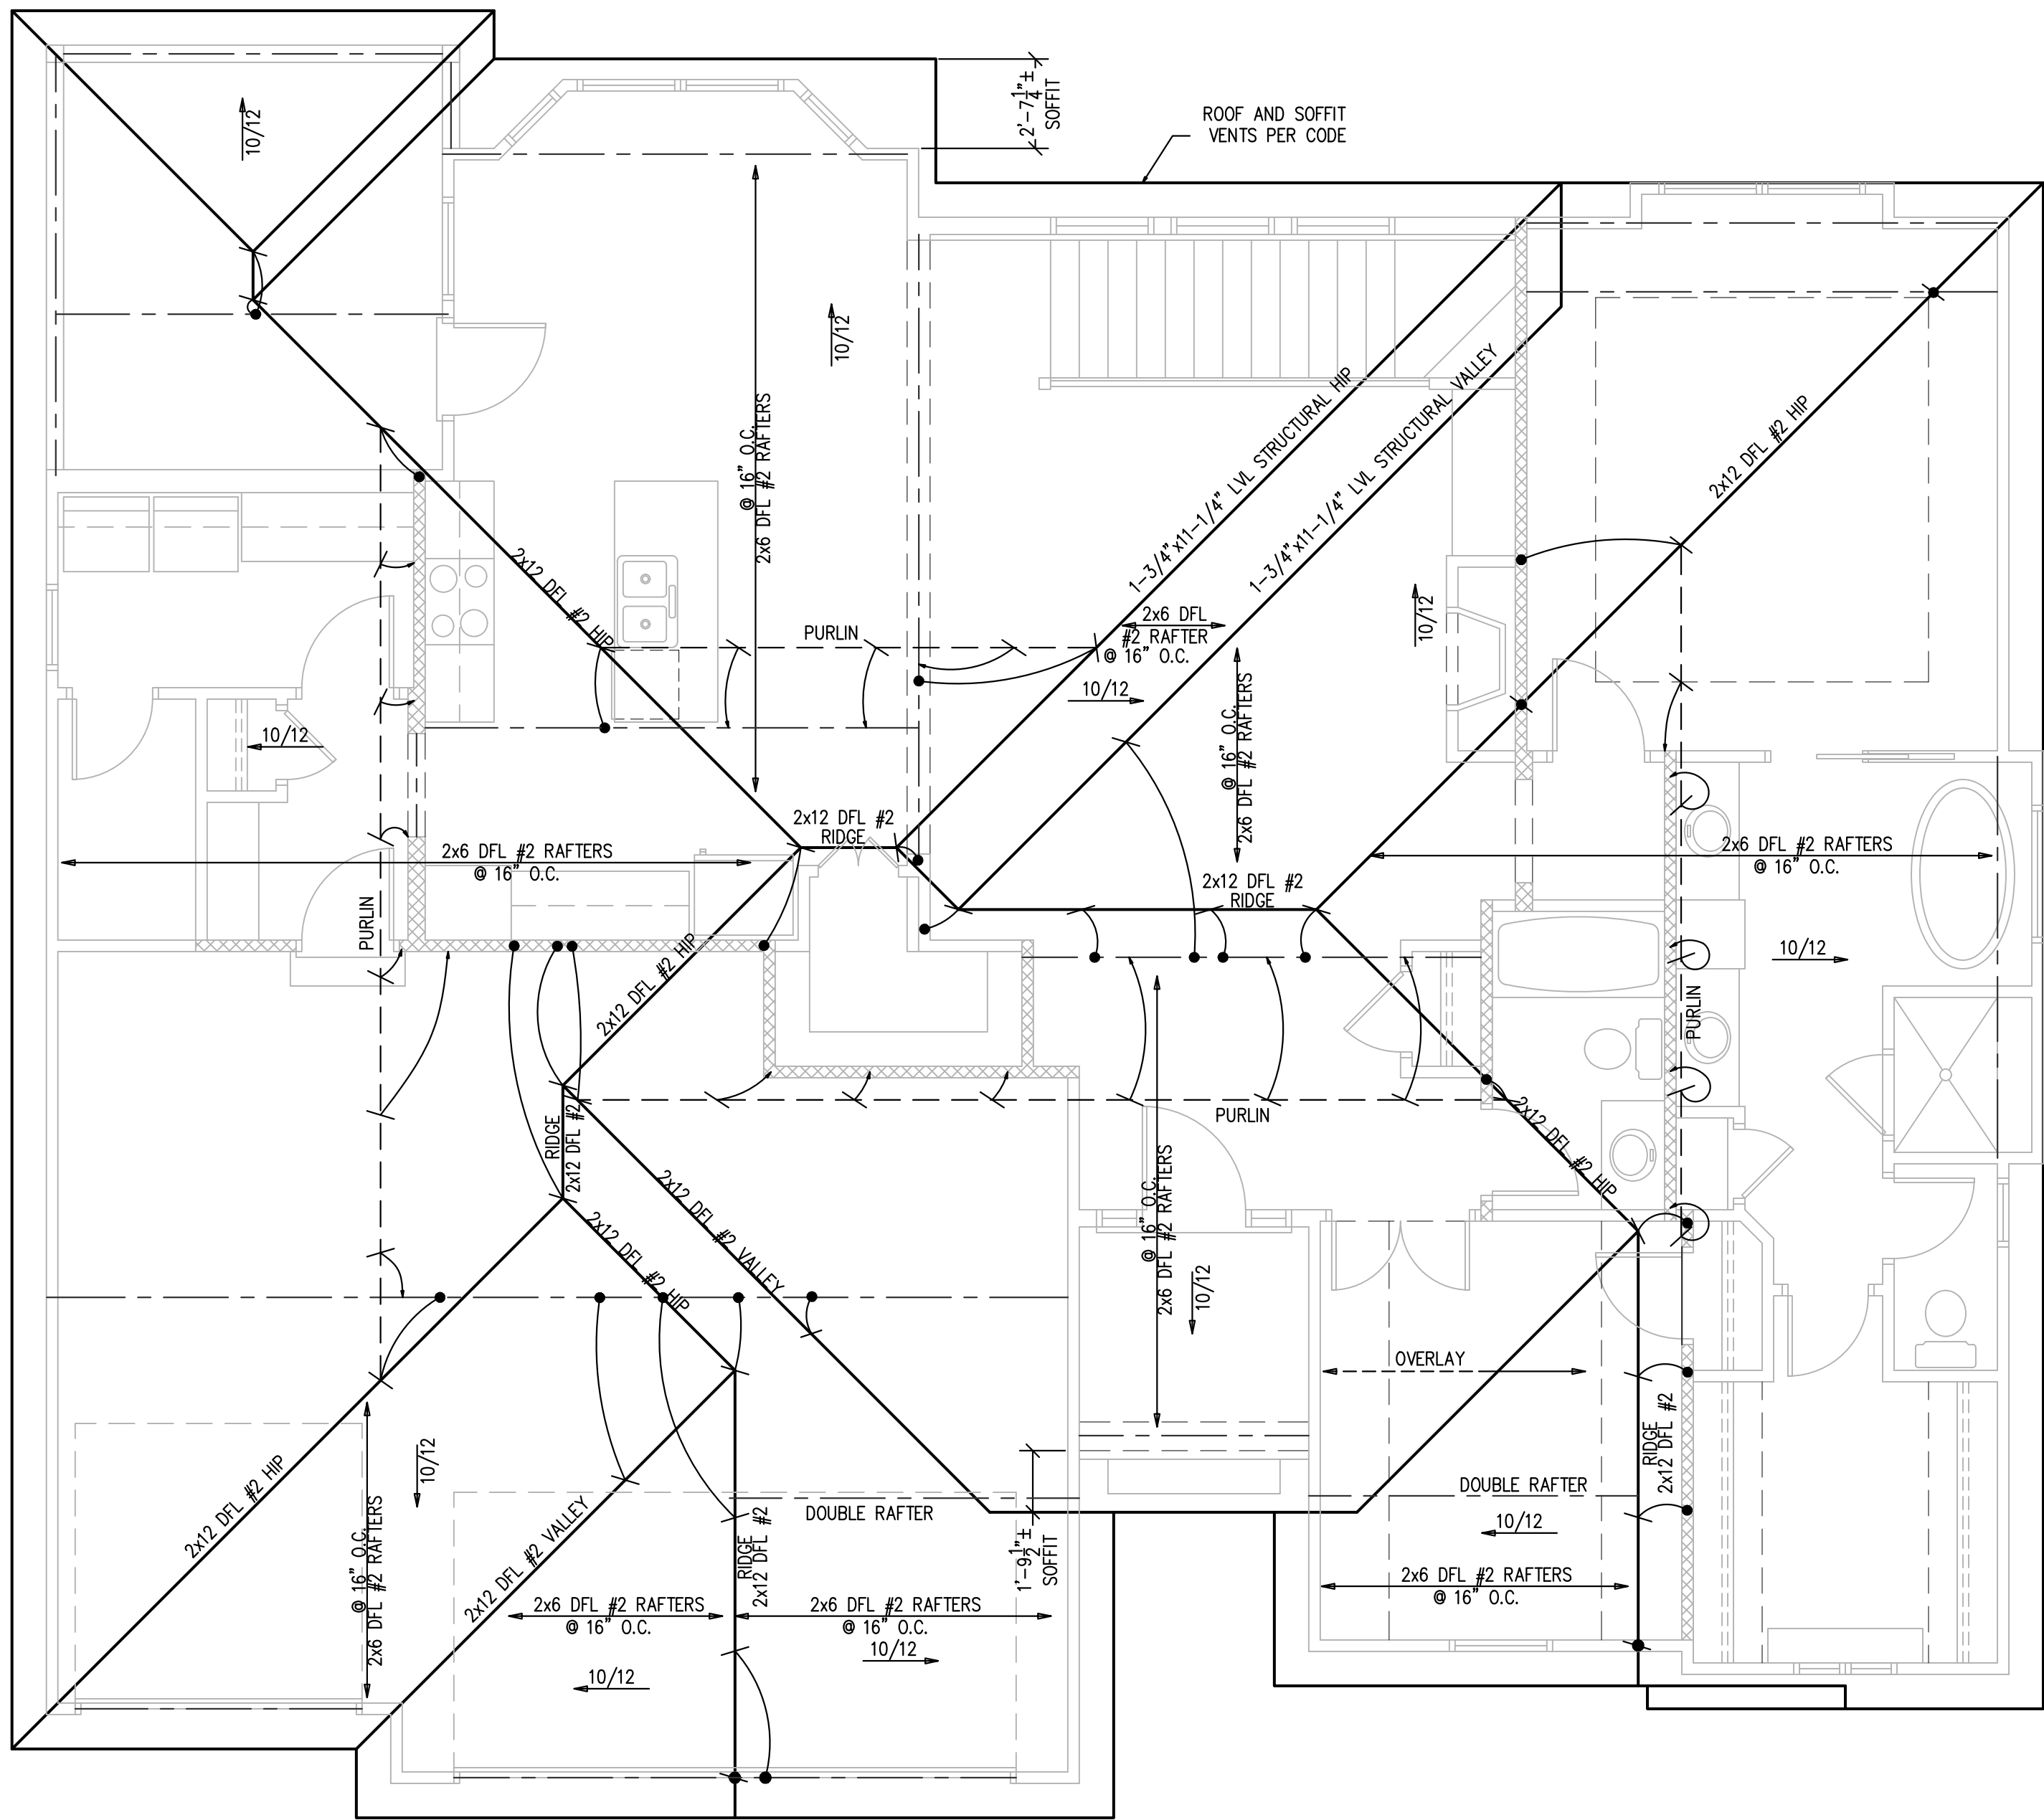 10/12
2'-7 1/4"±
SOFFIT
ROOF AND SOFFIT
VENTS PER CODE
10/12
@ 16" O.C.
2x6 DFL #2 RAFTERS
1-3/4"x11-1/4" LVL STRUCTURAL HIP
1-3/4"x11-1/4" LVL STRUCTURAL VALLEY
2x12 DFL #2 HIP
2x12 DFL #2 HIP
PURLIN
2x6 DFL
#2 RAFTER
@ 16" O.C.
10/12
10/12
10/12
@ 16" O.C.
2x6 DFL #2 RAFTERS
2x12 DFL #2
RIDGE
2x6 DFL #2 RAFTERS
@ 16" O.C.
2x6 DFL #2 RAFTERS
@ 16" O.C.
2x12 DFL #2
RIDGE
PURLIN
2x12 DFL #2 HIP
10/12
PURLIN
PURLIN
RIDGE
2x12 DFL #2
2x12 DFL #2 HIP
2x12 DFL #2 VALLEY
2x12 DFL #2 HIP
@ 16" O.C.
2x6 DFL #2 RAFTERS
10/12
OVERLAY
RIDGE
2x12 DFL #2
10/12
2x12 DFL #2 HIP
@ 16" O.C.
2x6 DFL #2 RAFTERS
2x12 DFL #2 VALLEY
DOUBLE RAFTER
DOUBLE RAFTER
RIDGE
2x12 DFL #2
1'-9 1/2"±
SOFFIT
10/12
2x6 DFL #2 RAFTERS
@ 16" O.C.
2x6 DFL #2 RAFTERS
@ 16" O.C.
2x6 DFL #2 RAFTERS
@ 16" O.C.
10/12
10/12